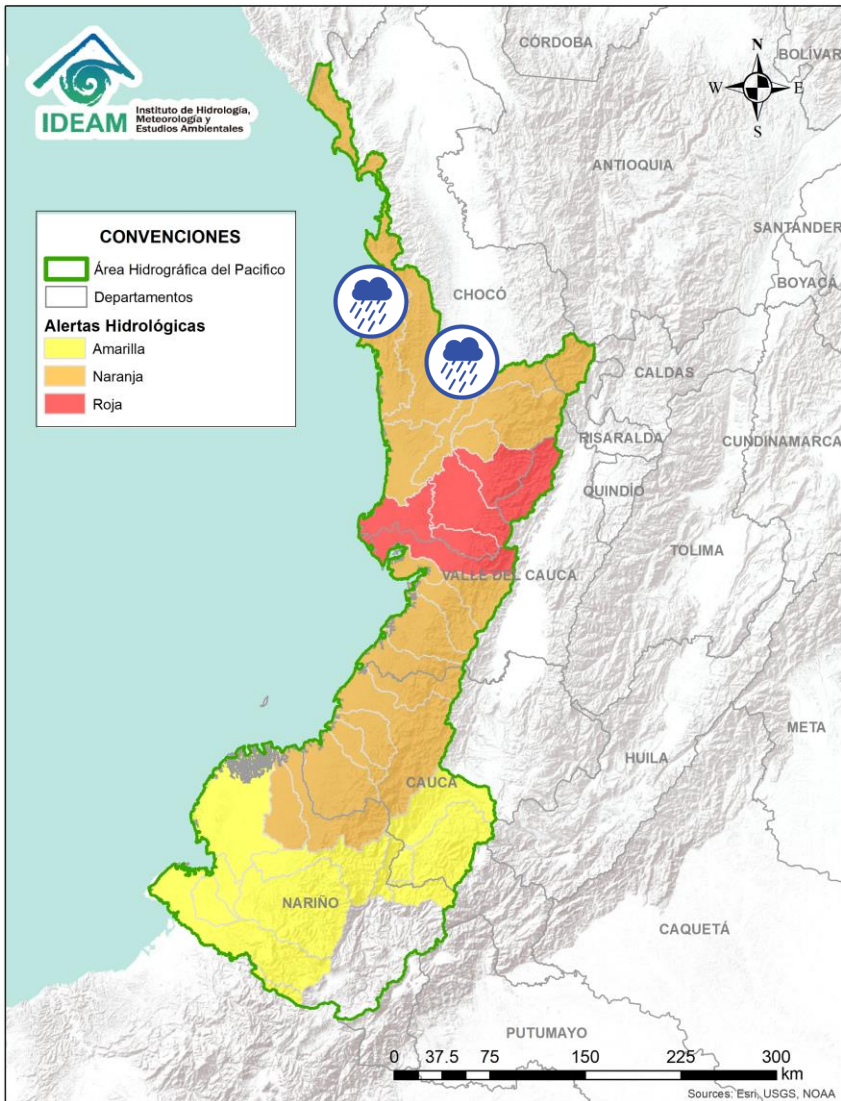 IDEAM
Instituto de Hidrología,
Meteorología y
Estudios Ambientales
N
W
E
S
CONVENCIONES
Área Hidrográfica del Pacifico
Departamentos
Alertas Hidrológicas
Amarilla
Naranja
Roja
CÓRDOBA
BOLÍVAR
ANTIOQUIA
SANTANDER
BOYACÁ
CHOCÓ
CALDAS
RISARALDA
CUNDINAMARCA
QUINDÍO
TOLIMA
VALLE DEL CAUCA
META
HUILA
CAUCA
NARIÑO
CAQUETÁ
PUTUMAYO
0 37.5 75 150 225 300
km
Sources: Esri, USGS, NOAA